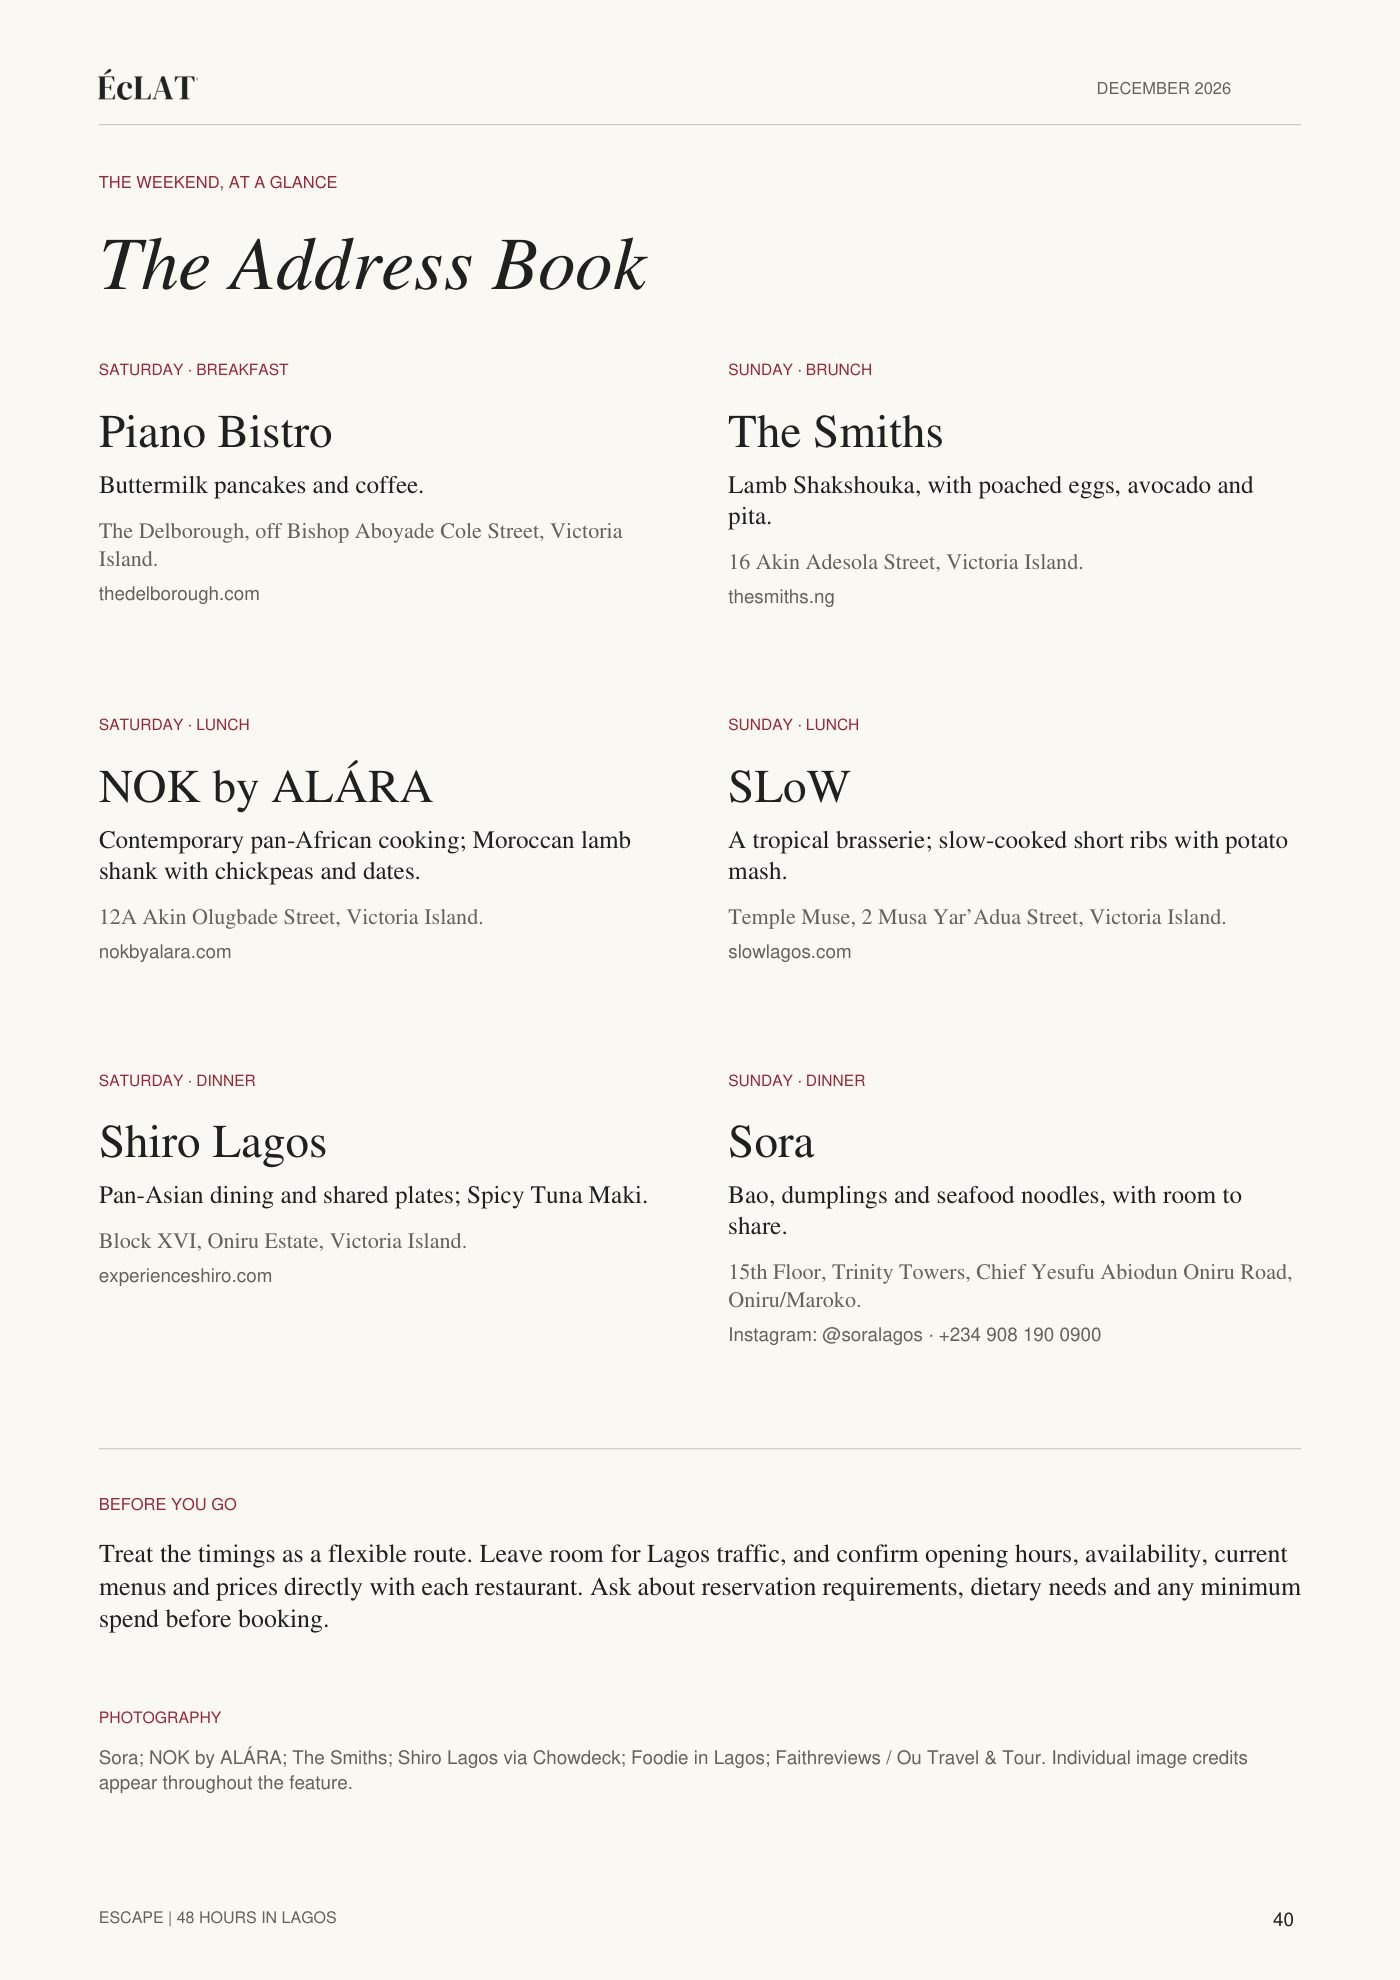 ÉcLAT
DECEMBER 2026
THE WEEKEND, AT A GLANCE
The Address Book
SATURDAY · BREAKFAST
Piano Bistro
Buttermilk pancakes and coffee.
The Delborough, off Bishop Aboyade Cole Street, Victoria
Island.
thedelborough.com
SUNDAY · BRUNCH
The Smiths
Lamb Shakshouka, with poached eggs, avocado and
pita.
16 Akin Adesola Street, Victoria Island.
thesmiths.ng
SATURDAY · LUNCH
NOK by ALÁRA
Contemporary pan-African cooking; Moroccan lamb
shank with chickpeas and dates.
12A Akin Olugbade Street, Victoria Island.
nokbyalara.com
SUNDAY · LUNCH
SLoW
A tropical brasserie; slow-cooked short ribs with potato
mash.
Temple Muse, 2 Musa Yar’Adua Street, Victoria Island.
slowlagos.com
SATURDAY · DINNER
Shiro Lagos
Pan-Asian dining and shared plates; Spicy Tuna Maki.
Block XVI, Oniru Estate, Victoria Island.
experienceshiro.com
SUNDAY · DINNER
Sora
Bao, dumplings and seafood noodles, with room to
share.
15th Floor, Trinity Towers, Chief Yesufu Abiodun Oniru Road,
Oniru/Maroko.
Instagram: @soralagos · +234 908 190 0900
BEFORE YOU GO
Treat the timings as a flexible route. Leave room for Lagos traffic, and confirm opening hours, availability, current
menus and prices directly with each restaurant. Ask about reservation requirements, dietary needs and any minimum
spend before booking.
PHOTOGRAPHY
Sora; NOK by ALÁRA; The Smiths; Shiro Lagos via Chowdeck; Foodie in Lagos; Faithreviews / Ou Travel & Tour. Individual image credits
appear throughout the feature.
ESCAPE | 48 HOURS IN LAGOS
40